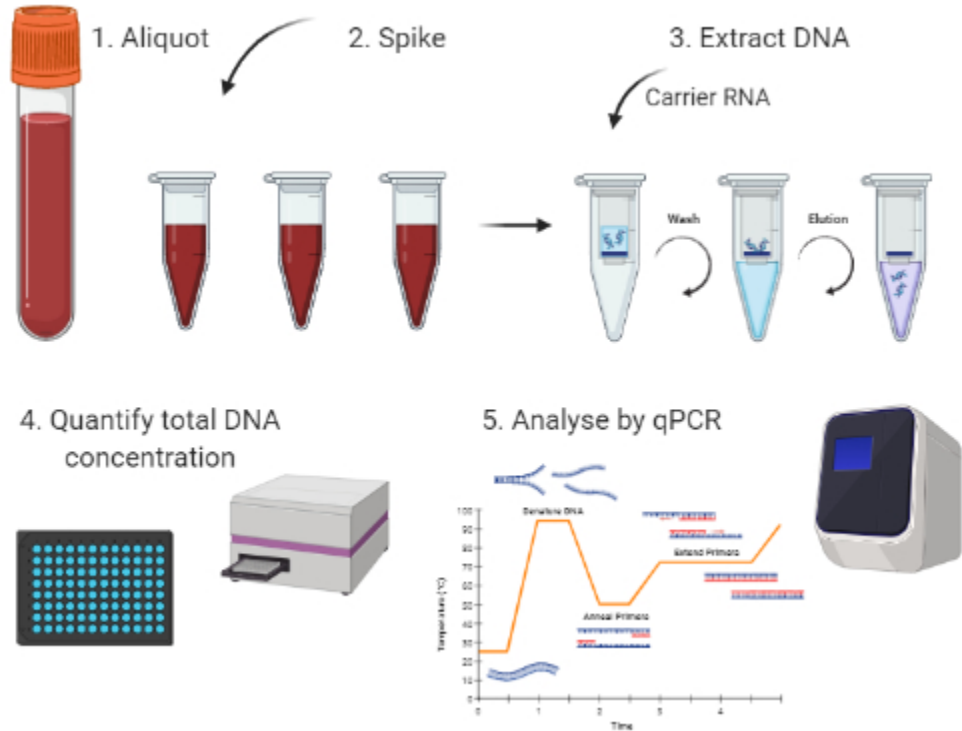 1. Aliquot
2. Spike
3. Extract DNA
Carrier RNA
Wash
Elution
4. Quantify total DNA
concentration
5. Analyse by qPCR
Denature DNA
Extend Primers
Anneal Primers
Temperature (°C)
100
90
80
70
60
50
40
30
20
10
0
0
1
2
3
4
Time